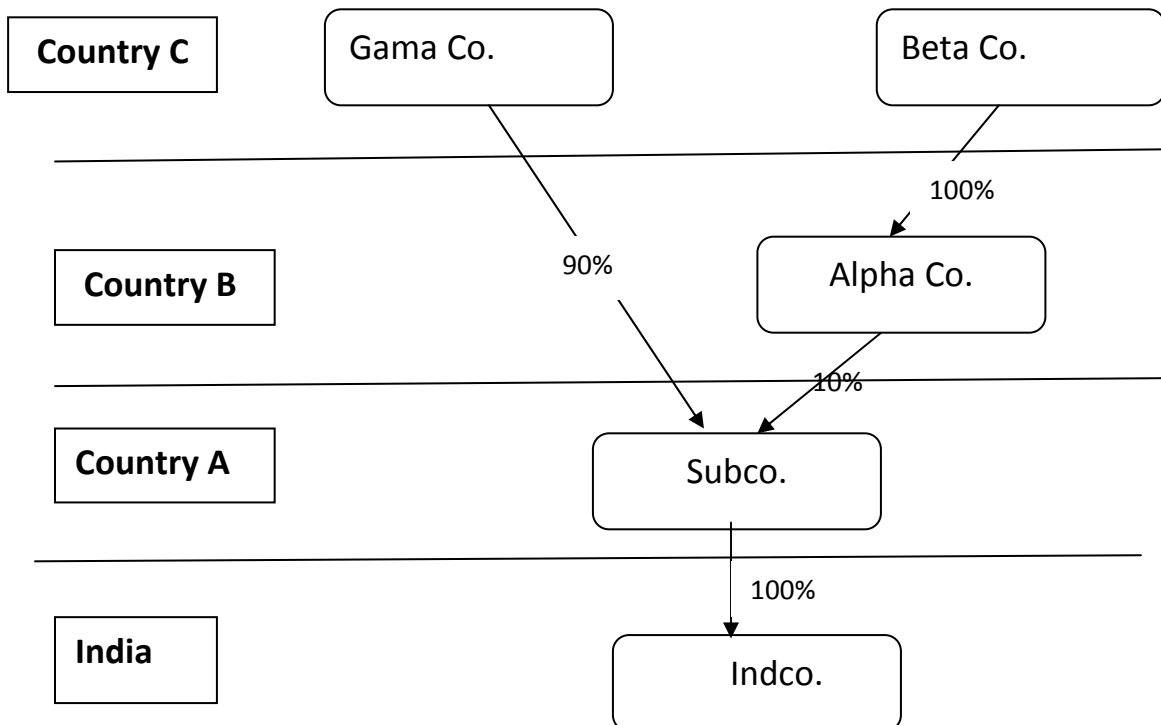 Country C
Gama Co.
Beta Co.
100%
90%
Country B
Alpha Co.
10%
Country A
Subco.
100%
India
Indco.